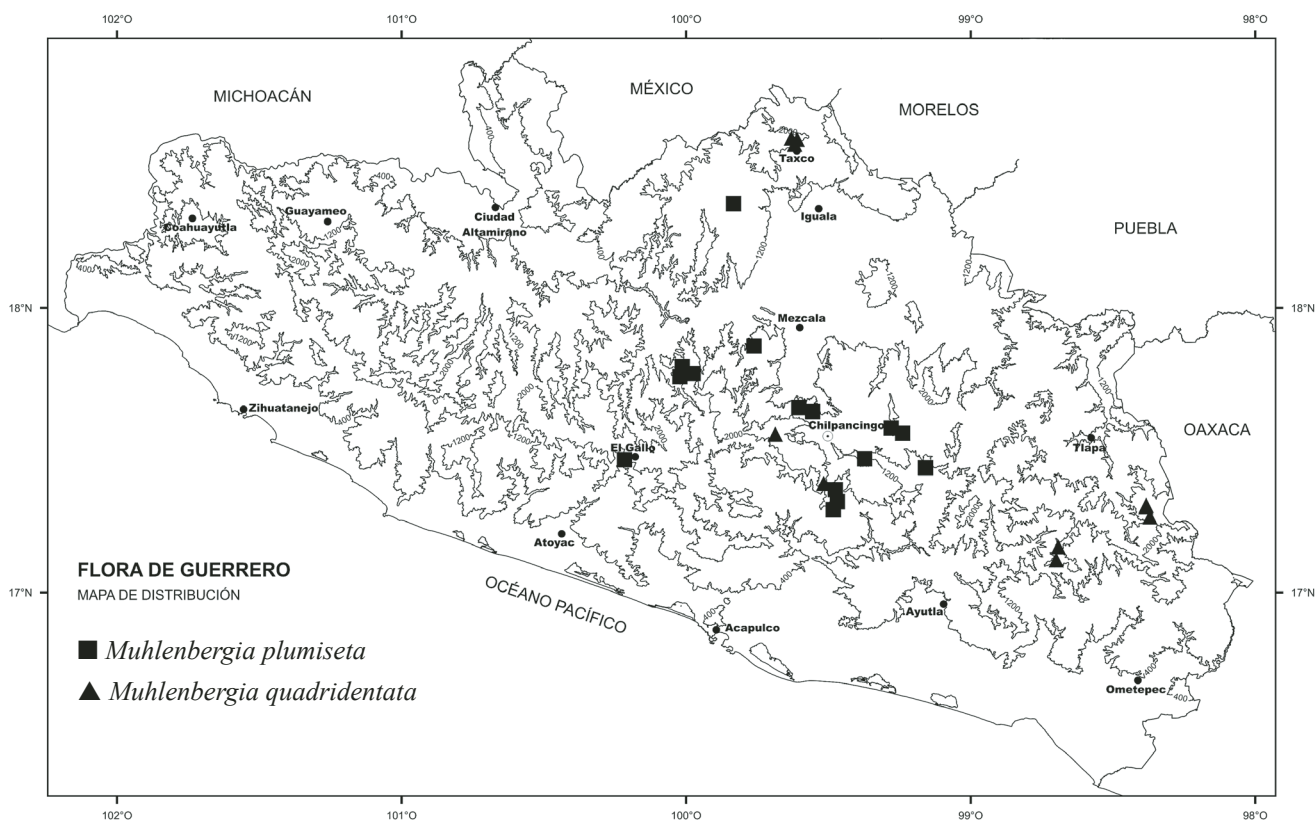 102°O 101°O 100°O 99°O 98°O
MICHOACÁN
MÉXICO
MORELOS
PUEBLA
OAXACA
Taxco
Iguala
Coahuayutla
Guayameo
Ciudad
Altamirano
18°N 18°N
Mezcala
Zihuatanejo
Chilpancingo
El Gallo
Tlapa
Atoyac
Ayutla
Acapulco
Ometepec
OCÉANO PACÍFICO
17°N 17°N
FLORA DE GUERRERO
MAPA DE DISTRIBUCIÓN
Muhlenbergia plumiseta
Muhlenbergia quadridentata
102°O 101°O 100°O 99°O 98°O